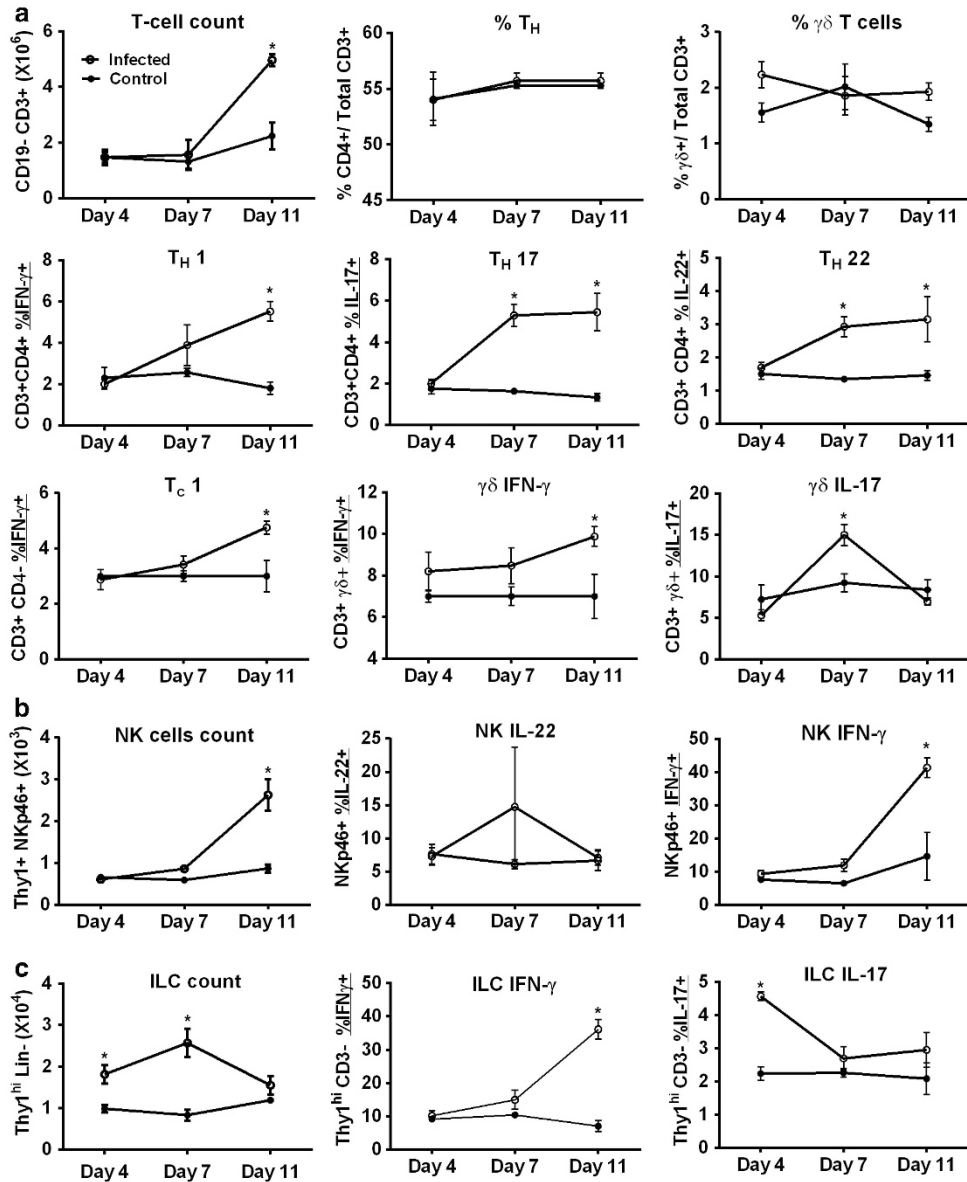 a
T-cell count
CD19- CD3+ (X10⁶)
6
4
2
0
Infected
Control
*
Day 4 Day 7 Day 11
% T_H
% CD4+/ Total CD3+
60
55
50
45
Day 4 Day 7 Day 11
% γδ T cells
% γδ+/ Total CD3+
3
2
1
0
Day 4 Day 7 Day 11
T_H 1
CD3+CD4+ %IFN-γ+
8
6
4
2
0
*
Day 4 Day 7 Day 11
T_H 17
CD3+CD4+ % IL-17+
8
6
4
2
0
* *
Day 4 Day 7 Day 11
T_H 22
CD3+ CD4+ % IL-22+
5
4
3
2
1
0
* *
Day 4 Day 7 Day 11
T_c 1
CD3+ CD4- %IFN-γ+
6
4
2
0
*
Day 4 Day 7 Day 11
γδ IFN-γ
CD3+ γδ+ %IFN-γ+
12
10
8
6
4
*
Day 4 Day 7 Day 11
γδ IL-17
CD3+ γδ+ %IL-17+
20
15
10
5
0
*
Day 4 Day 7 Day 11
b
NK cells count
Thy1+ NKp46+ (X10³)
4
3
2
1
0
*
Day 4 Day 7 Day 11
NK IL-22
NKp46+ %IL-22+
25
20
15
10
5
0
Day 4 Day 7 Day 11
NK IFN-γ
NKp46+ IFN-γ+
50
40
30
20
10
0
*
Day 4 Day 7 Day 11
c
ILC count
Thy1ʰⁱ Lin- (X10⁴)
4
3
2
1
0
* *
Day 4 Day 7 Day 11
ILC IFN-γ
Thy1ʰⁱ CD3- %IFNγ+
50
40
30
20
10
0
*
Day 4 Day 7 Day 11
ILC IL-17
Thy1ʰⁱ CD3- %IL-17+
5
4
3
2
1
0
*
Day 4 Day 7 Day 11